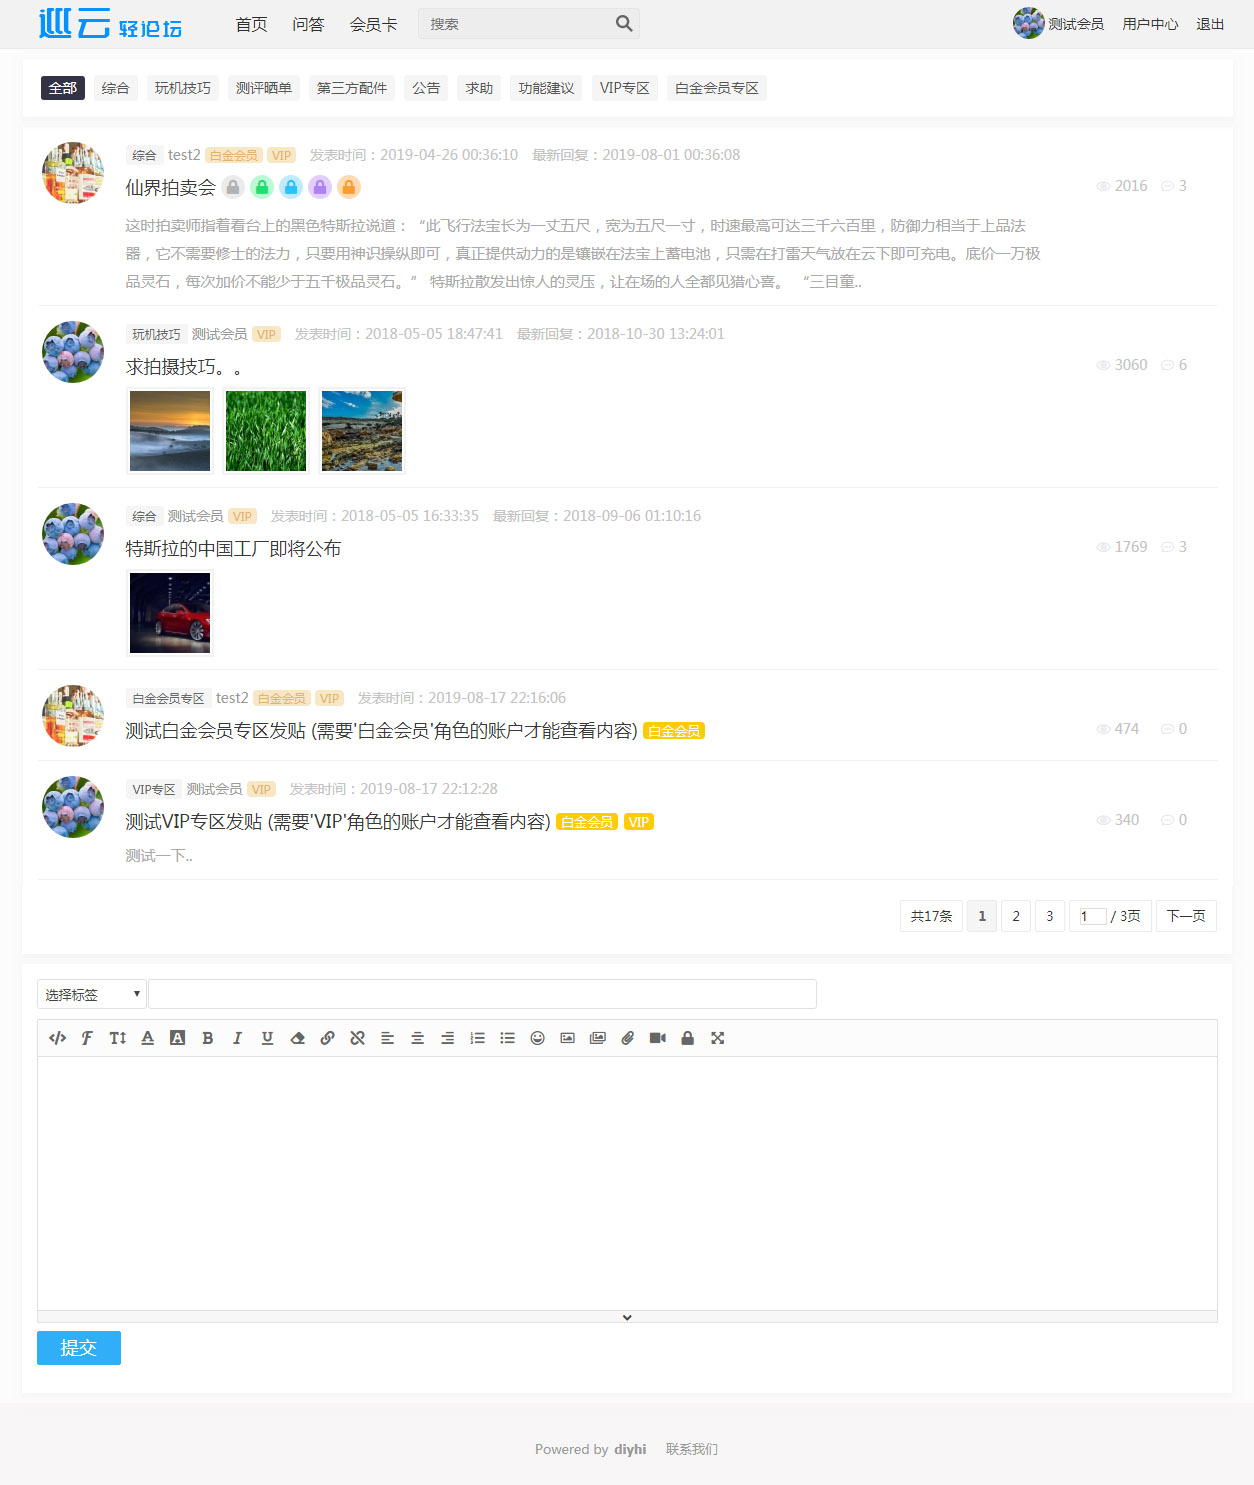 巡云 轻论坛 首页 问答 会员卡 搜索 测试会员 用户中心 退出
全部 综合 玩机技巧 测评晒单 第三方配件 公告 求助 功能建议 VIP专区 白金会员专区
综合 test2 白金会员 VIP 发表时间：2019-04-26 00:36:10 最新回复：2019-08-01 00:36:08
仙界拍卖会 2016 3
这时拍卖师指着看台上的黑色特斯拉说道：“此飞行法宝长为一丈五尺，宽为五尺一寸，时速最高可达三千六百里，防御力相当于上品法
器，它不需要修士的法力，只要用神识操纵即可，真正提供动力的是镶嵌在法宝上蓄电池，只需在打雷天气放在云下即可充电。底价一万极
品灵石，每次加价不能少于五千极品灵石。” 特斯拉散发出惊人的灵压，让在场的人全都见猎心喜。 “三目童..
玩机技巧 测试会员 VIP 发表时间：2018-05-05 18:47:41 最新回复：2018-10-30 13:24:01
求拍摄技巧。。 3060 6
综合 测试会员 VIP 发表时间：2018-05-05 16:33:35 最新回复：2018-09-06 01:10:16
特斯拉的中国工厂即将公布 1769 3
白金会员专区 test2 白金会员 VIP 发表时间：2019-08-17 22:16:06
测试白金会员专区发贴 (需要'白金会员'角色的账户才能查看内容) 白金会员 474 0
VIP专区 测试会员 VIP 发表时间：2019-08-17 22:12:28
测试VIP专区发贴 (需要'VIP'角色的账户才能查看内容) 白金会员 VIP 340 0
测试一下..
共17条 1 2 3 1 / 3页 下一页
选择标签
提交
Powered by diyhi 联系我们